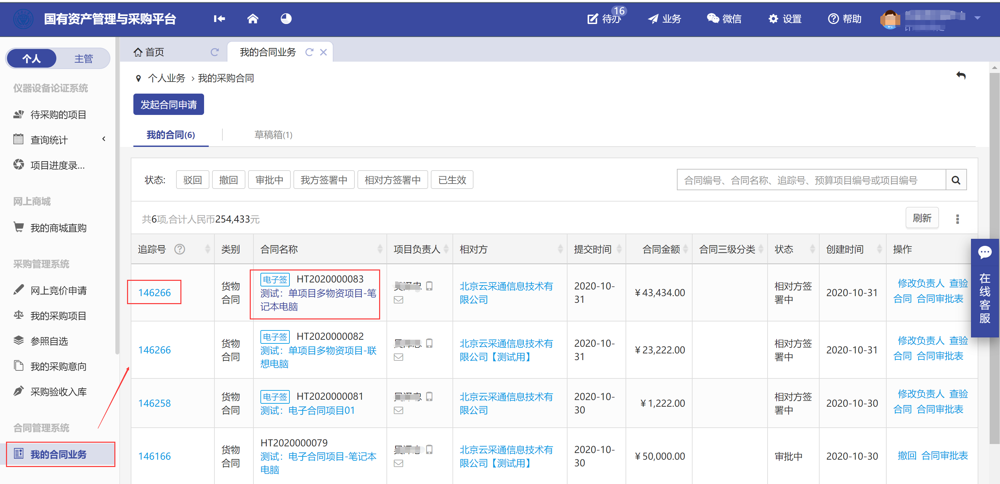 国有资产管理与采购平台
待办
16
业务
微信
设置
帮助
个人
主管
仪器设备论证系统
待采购的项目
查询统计
项目进度录...
网上商城
我的商城直购
采购管理系统
网上竞价申请
我的采购项目
参照自选
我的采购意向
采购验收入库
合同管理系统
我的合同业务
首页
我的合同业务
个人业务 › 我的采购合同
发起合同申请
我的合同(6)
草稿箱(1)
状态: 驳回 撤回 审批中 我方签署中 相对方签署中 已生效
合同编号、合同名称、追踪号、预算项目编号或项目编号
共6项,合计人民币254,433元
刷新
追踪号 类别 合同名称 项目负责人 相对方 提交时间 合同金额 合同三级分类 状态 创建时间 操作
146266
货物
合同
电子签 HT2020000083
测试：单项目多物资项目-笔
记本电脑
北京云采通信息技术有
限公司
2020-10-
31
¥ 43,434.00
相对方签
署中
2020-10-31
修改负责人 查验
合同 合同审批表
146266
货物
合同
电子签 HT2020000082
测试：单项目多物资项目-联
想电脑
北京云采通信息技术有
限公司【测试用】
2020-10-
31
¥ 23,222.00
相对方签
署中
2020-10-31
修改负责人 查验
合同 合同审批表
146258
货物
合同
电子签 HT2020000081
测试：电子合同项目01
北京云采通信息技术有
限公司
2020-10-
30
¥ 1,222.00
相对方签
署中
2020-10-30
修改负责人 查验
合同 合同审批表
146166
货物
合同
HT2020000079
测试：电子合同项目-笔记本
电脑
北京云采通信息技术有
限公司【测试用】
2020-10-
30
¥ 50,000.00
审批中
2020-10-30
撤回 合同审批表
在
线
客
服